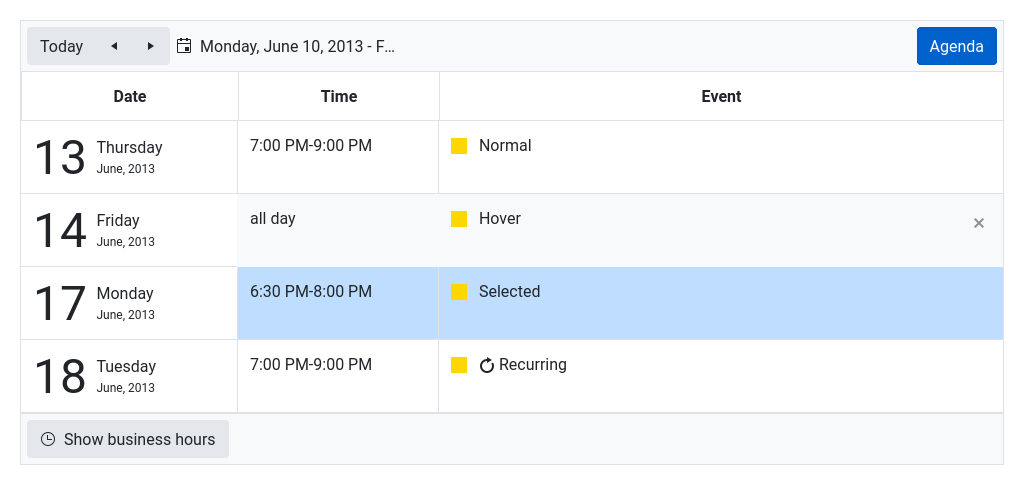 Today Monday, June 10, 2013 - F... Agenda
Date Time Event
13 Thursday 7:00 PM-9:00 PM Normal
June, 2013
14 Friday all day Hover
June, 2013
17 Monday 6:30 PM-8:00 PM Selected
June, 2013
18 Tuesday 7:00 PM-9:00 PM Recurring
June, 2013
Show business hours